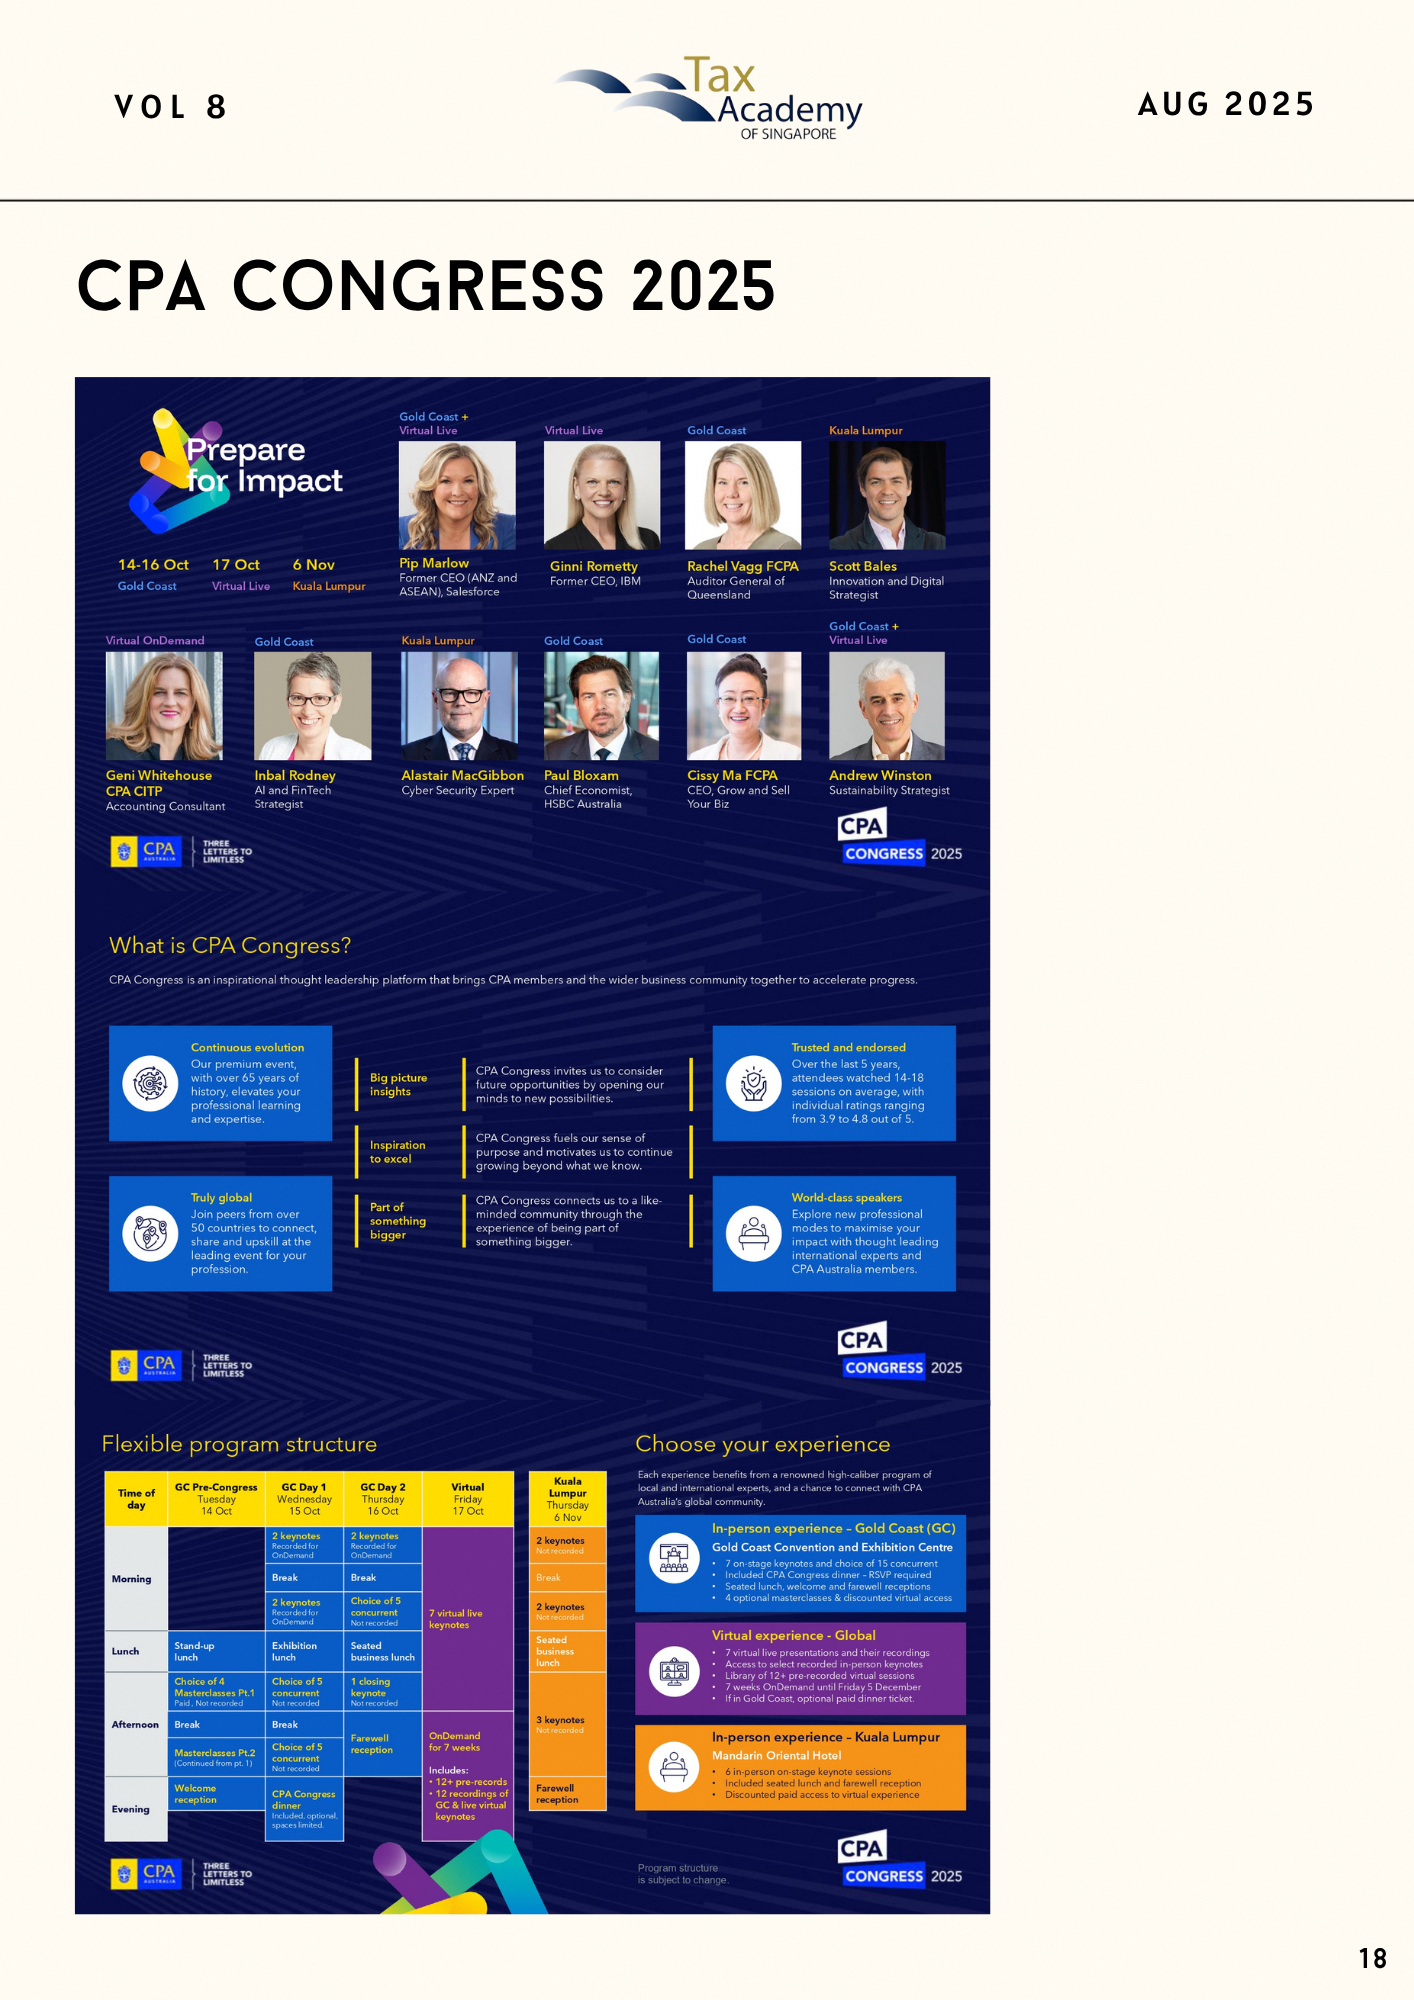 VOL 8
Tax
Academy
OF SINGAPORE
AUG 2025
CPA CONGRESS 2025
Prepare
for Impact
14-16 Oct
Gold Coast
17 Oct
Virtual Live
6 Nov
Kuala Lumpur
Gold Coast +
Virtual Live
Pip Marlow
Former CEO (ANZ and
ASEAN), Salesforce
Virtual Live
Ginni Rometty
Former CEO, IBM
Gold Coast
Rachel Vagg FCPA
Auditor General of
Queensland
Kuala Lumpur
Scott Bales
Innovation and Digital
Strategist
Virtual OnDemand
Geni Whitehouse
CPA CITP
Accounting Consultant
Gold Coast
Inbal Rodney
AI and FinTech
Strategist
Kuala Lumpur
Alastair MacGibbon
Cyber Security Expert
Gold Coast
Paul Bloxam
Chief Economist,
HSBC Australia
Gold Coast
Cissy Ma FCPA
CEO, Grow and Sell
Your Biz
Gold Coast +
Virtual Live
Andrew Winston
Sustainability Strategist
CPA
AUSTRALIA
THREE
LETTERS TO
LIMITLESS
CPA
CONGRESS 2025
What is CPA Congress?
CPA Congress is an inspirational thought leadership platform that brings CPA members and the wider business community together to accelerate progress.
Continuous evolution
Our premium event,
with over 65 years of
history, elevates your
professional learning
and expertise.
Truly global
Join peers from over
50 countries to connect,
share and upskill at the
leading event for your
profession.
Big picture
insights
CPA Congress invites us to consider
future opportunities by opening our
minds to new possibilities.
Inspiration
to excel
CPA Congress fuels our sense of
purpose and motivates us to continue
growing beyond what we know.
Part of
something
bigger
CPA Congress connects us to a like-
minded community through the
experience of being part of
something bigger.
Trusted and endorsed
Over the last 5 years,
attendees watched 14-18
sessions on average, with
individual ratings ranging
from 3.9 to 4.8 out of 5.
World-class speakers
Explore new professional
modes to maximise your
impact with thought leading
international experts and
CPA Australia members.
CPA
AUSTRALIA
THREE
LETTERS TO
LIMITLESS
CPA
CONGRESS 2025
Flexible program structure
Time of
day
GC Pre-Congress
Tuesday
14 Oct
GC Day 1
Wednesday
15 Oct
GC Day 2
Thursday
16 Oct
Virtual
Friday
17 Oct
Kuala
Lumpur
Thursday
6 Nov
Morning
2 keynotes
Recorded for
OnDemand
2 keynotes
Recorded for
OnDemand
7 virtual live
keynotes
2 keynotes
Not recorded
Break
Break
Break
2 keynotes
Recorded for
OnDemand
Choice of 5
concurrent
Not recorded
2 keynotes
Not recorded
Lunch
Stand-up
lunch
Exhibition
lunch
Seated
business lunch
Seated
business
lunch
Afternoon
Choice of 4
Masterclasses Pt.1
Paid, Not recorded
Choice of 5
concurrent
Not recorded
1 closing
keynote
Not recorded
3 keynotes
Not recorded
Break
Break
Farewell
reception
OnDemand
for 7 weeks
Includes:
• 12+ pre-records
• 12 recordings of
GC & live virtual
keynotes
Masterclasses Pt.2
(Continued from pt. 1)
Choice of 5
concurrent
Not recorded
Evening
Welcome
reception
CPA Congress
dinner
Included, optional,
spaces limited.
Farewell
reception
Choose your experience
Each experience benefits from a renowned high-caliber program of
local and international experts, and a chance to connect with CPA
Australia's global community.
In-person experience – Gold Coast (GC)
Gold Coast Convention and Exhibition Centre
• 7 on-stage keynotes and choice of 15 concurrent
• Included CPA Congress dinner – RSVP required
• Seated lunch, welcome and farewell receptions
• 4 optional masterclasses & discounted virtual access
Virtual experience - Global
• 7 virtual live presentations and their recordings
• Access to select recorded in-person keynotes
• Library of 12+ pre-recorded virtual sessions
• 7 weeks OnDemand until Friday 5 December
• If in Gold Coast, optional paid dinner ticket.
In-person experience – Kuala Lumpur
Mandarin Oriental Hotel
• 6 in-person on-stage keynote sessions
• Included seated lunch and farewell reception
• Discounted paid access to virtual experience
CPA
AUSTRALIA
THREE
LETTERS TO
LIMITLESS
Program structure
is subject to change.
CPA
CONGRESS 2025
18